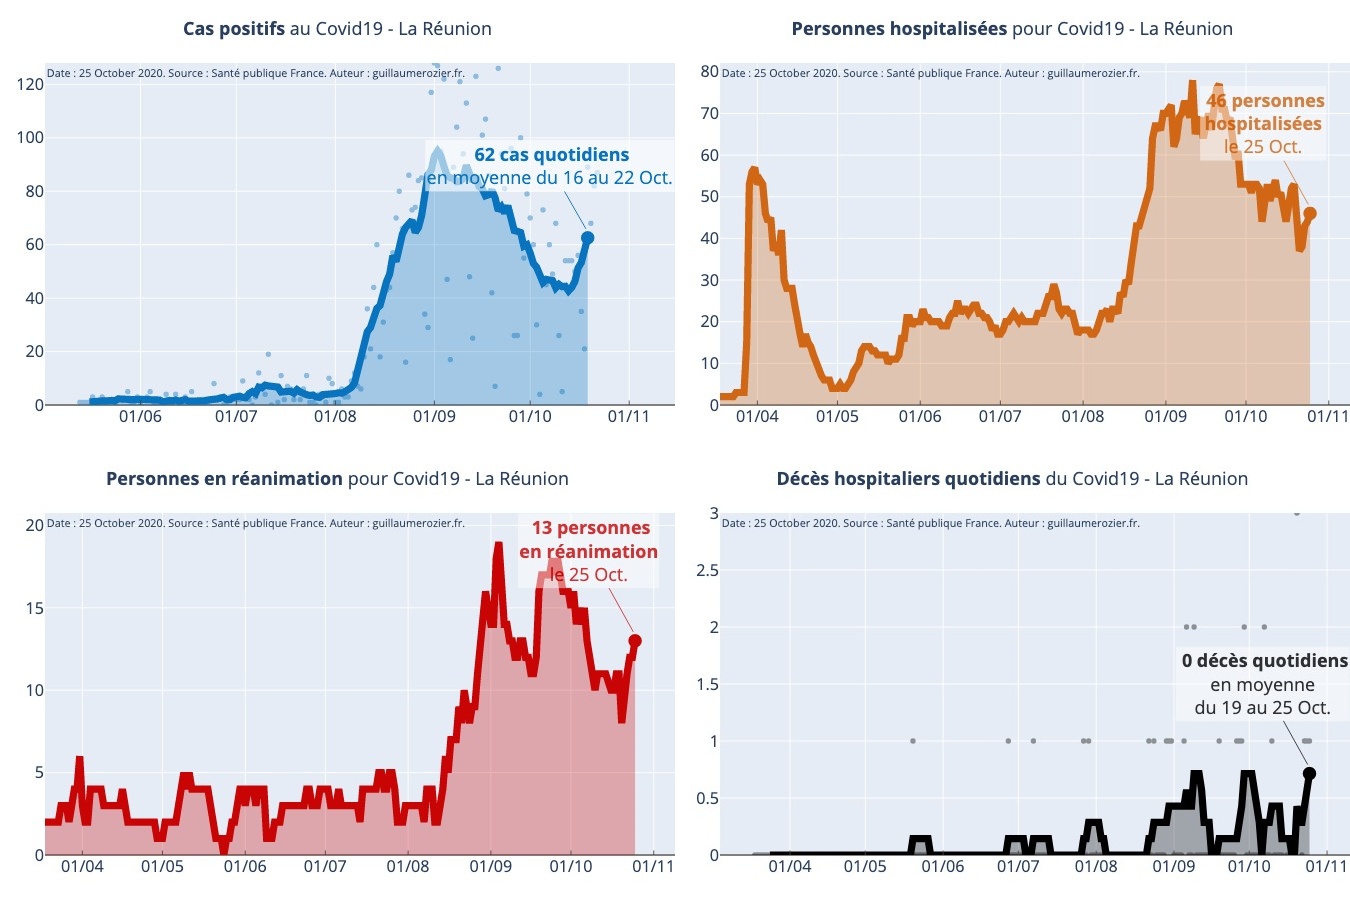 Cas positifs au Covid19 - La Réunion
Date : 25 October 2020. Source : Santé publique France. Auteur : guillaumerozier.fr.
120
100
80
60
40
20
0
62 cas quotidiens
en moyenne du 16 au 22 Oct.
01/06 01/07 01/08 01/09 01/10 01/11
Personnes hospitalisées pour Covid19 - La Réunion
Date : 25 October 2020. Source : Santé publique France. Auteur : guillaumerozier.fr.
80
70
60
50
40
30
20
10
0
46 personnes
hospitalisées
le 25 Oct.
01/04 01/05 01/06 01/07 01/08 01/09 01/10 01/11
Personnes en réanimation pour Covid19 - La Réunion
Date : 25 October 2020. Source : Santé publique France. Auteur : guillaumerozier.fr.
20
15
10
5
0
13 personnes
en réanimation
le 25 Oct.
01/04 01/05 01/06 01/07 01/08 01/09 01/10 01/11
Décès hospitaliers quotidiens du Covid19 - La Réunion
Date : 25 October 2020. Source : Santé publique France. Auteur : guillaumerozier.fr.
3
2.5
2
1.5
1
0.5
0
0 décès quotidiens
en moyenne
du 19 au 25 Oct.
01/04 01/05 01/06 01/07 01/08 01/09 01/10 01/11